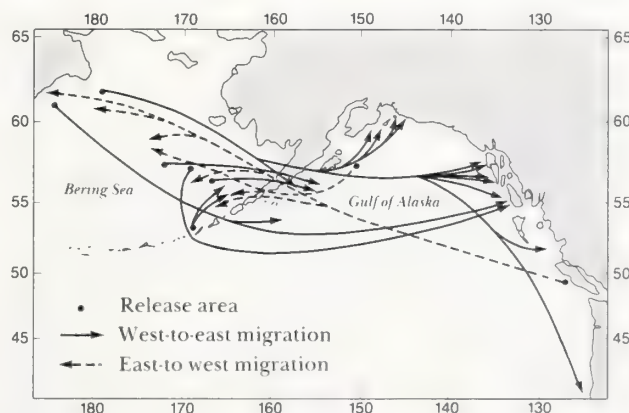 180 170 160 150 140 130
65 65
60 60
55 55
50 50
45 45
Bering Sea
Gulf of Alaska
Release area
West-to-east migration
East-to west migration
180 170 160 150 140 130